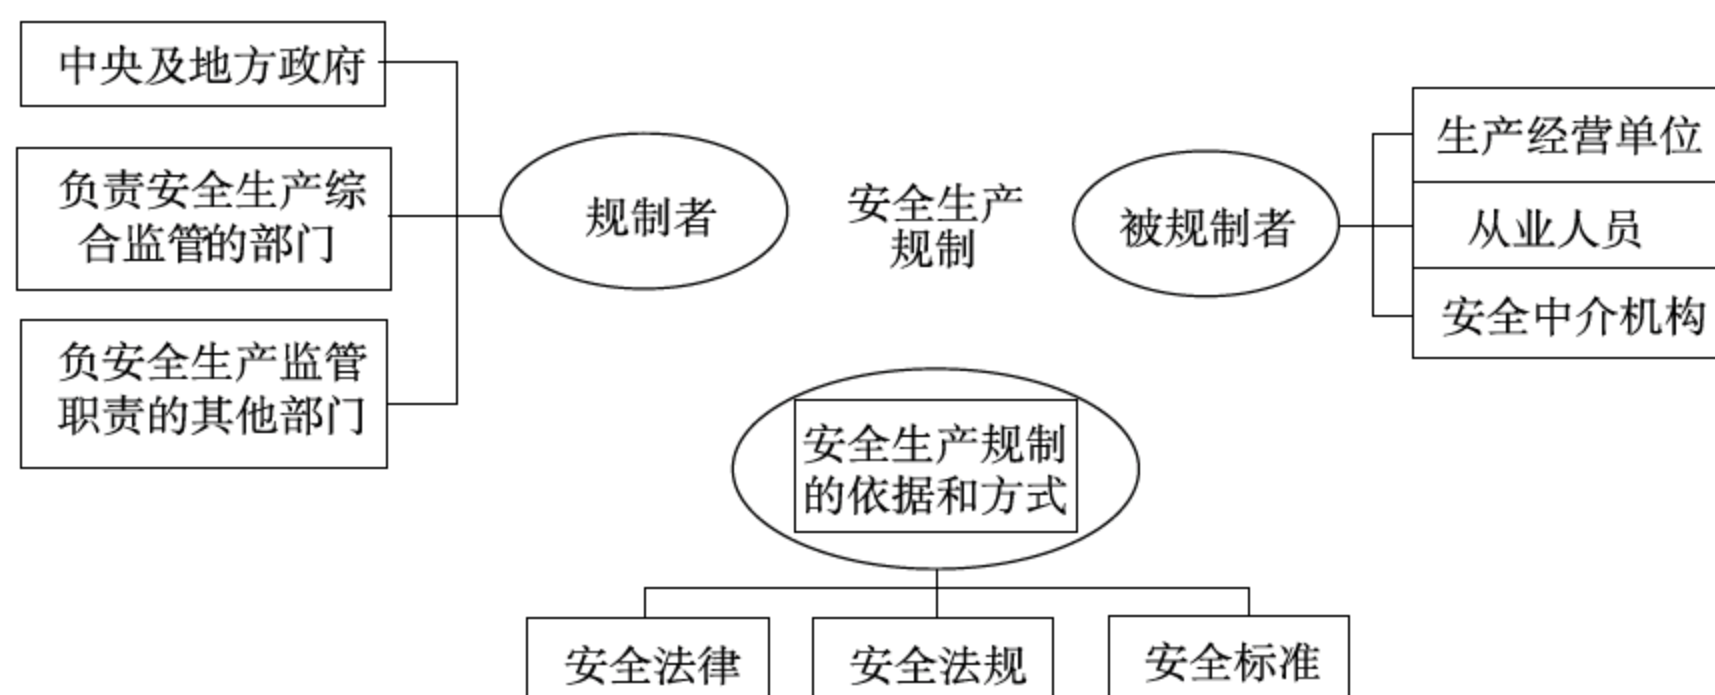 中央及地方政府
负责安全生产综
合监管的部门
负安全生产监管
职责的其他部门
规制者
安全生产
规制
被规制者
生产经营单位
从业人员
安全中介机构
安全生产规制
的依据和方式
安全法律
安全法规
安全标准